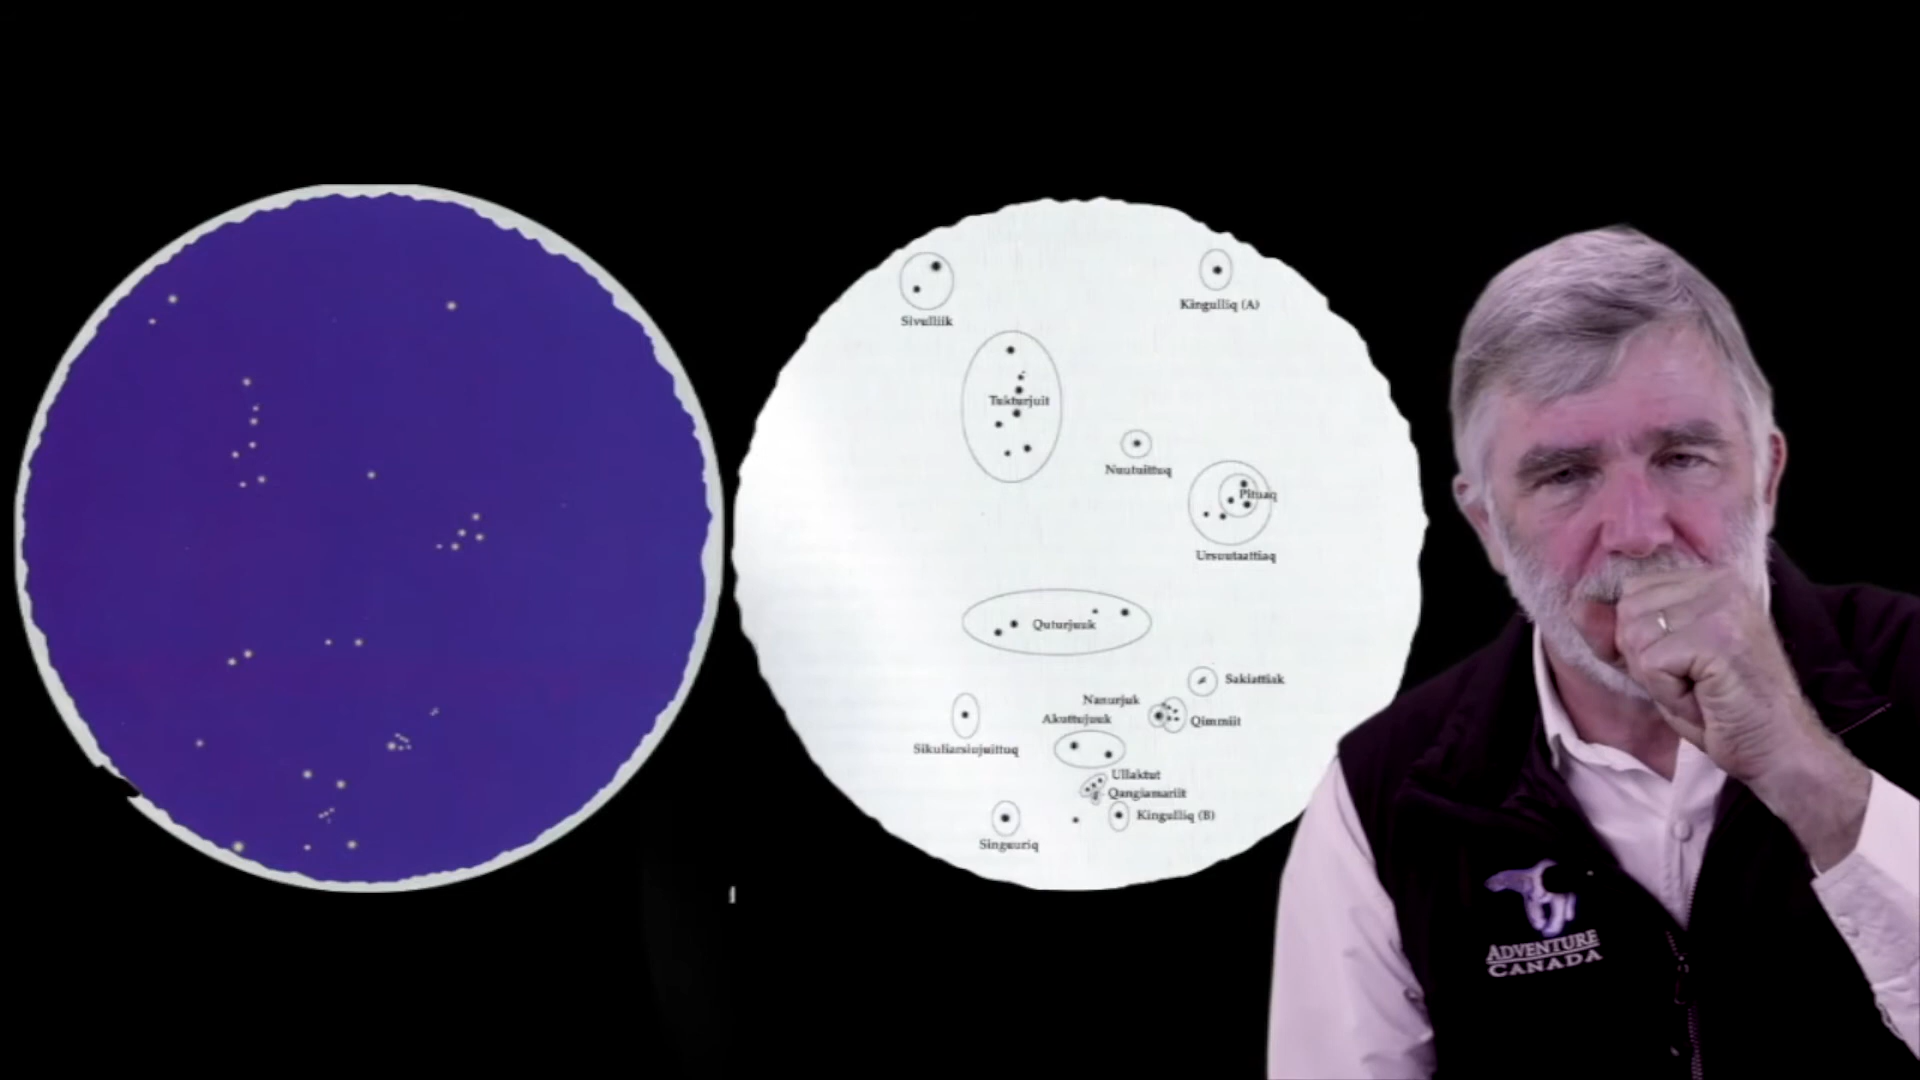 Sivulliik
Kingulliq (A)
Tukturjuit
Nuutuittuq
Pituaq
Ursuutaattiaq
Quturjuuk
Sakiattiak
Nanurjuk
Akuttujuuk
Qimmiit
Sikuliarsiujuittuq
Ullaktut
Qangiamariit
Kingulliq (B)
Singuuriq
ADVENTURE
CANADA